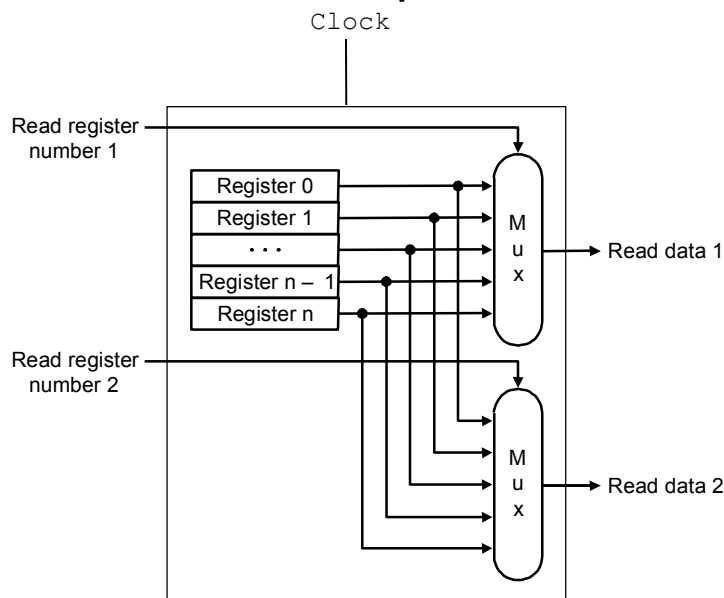 Clock
Read register
number 1
Register 0
Register 1
. . .
Register n – 1
Register n
M
u
x
Read data 1
Read register
number 2
M
u
x
Read data 2